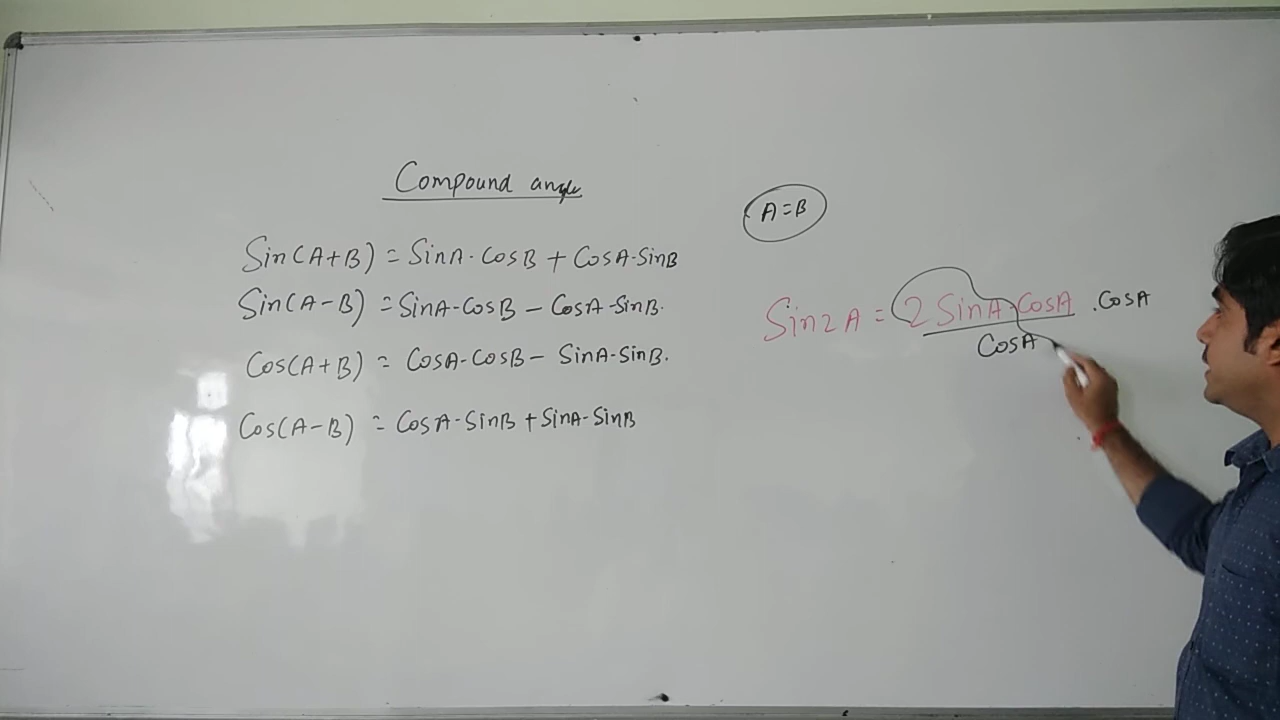 Compound angle
Sin(A+B) = SinA·CosB + CosA·SinB
Sin(A-B) = SinA-CosB - CosA-SinB.
Cos(A+B) = CosA-CosB - SinA-SinB.
Cos(A-B) = CosA-SinB + SinA-SinB
A=B
Sin2A = 2 SinA·CosA .CosA
CosA